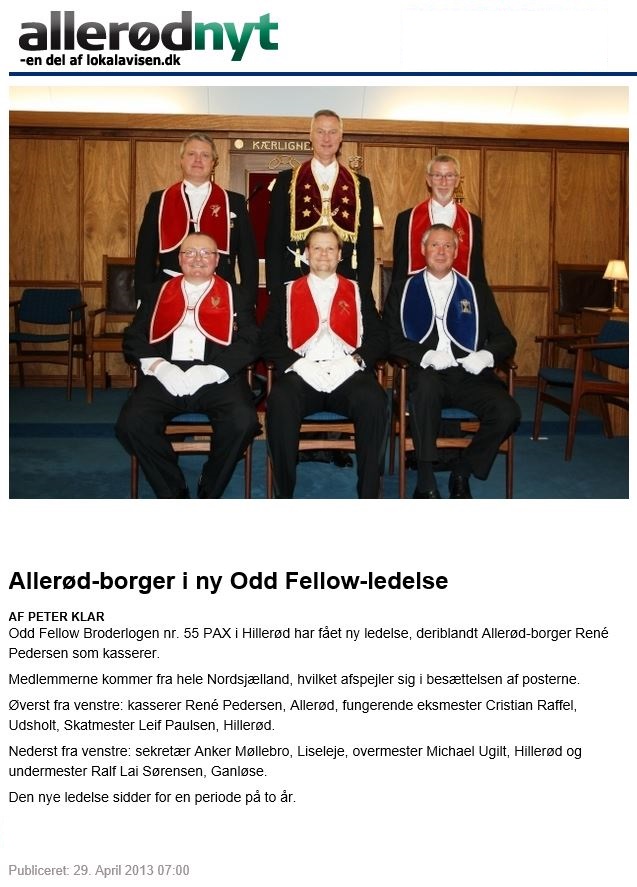 allerødnyt
-en del af lokalavisen.dk
KÆRLIGHE
Allerød-borger i ny Odd Fellow-ledelse
AF PETER KLAR
Odd Fellow Broderlogen nr. 55 PAX i Hillerød har fået ny ledelse, deriblandt Allerød-borger René
Pedersen som kasserer.
Medlemmerne kommer fra hele Nordsjælland, hvilket afspejler sig i besættelsen af posterne.
Øverst fra venstre: kasserer René Pedersen, Allerød, fungerende eksmester Cristian Raffel,
Udsholt, Skatmester Leif Paulsen, Hillerød.
Nederst fra venstre: sekretær Anker Møllebro, Liseleje, overmester Michael Ugilt, Hillerød og
undermester Ralf Lai Sørensen, Ganløse.
Den nye ledelse sidder for en periode på to år.
Publiceret: 29. April 2013 07:00